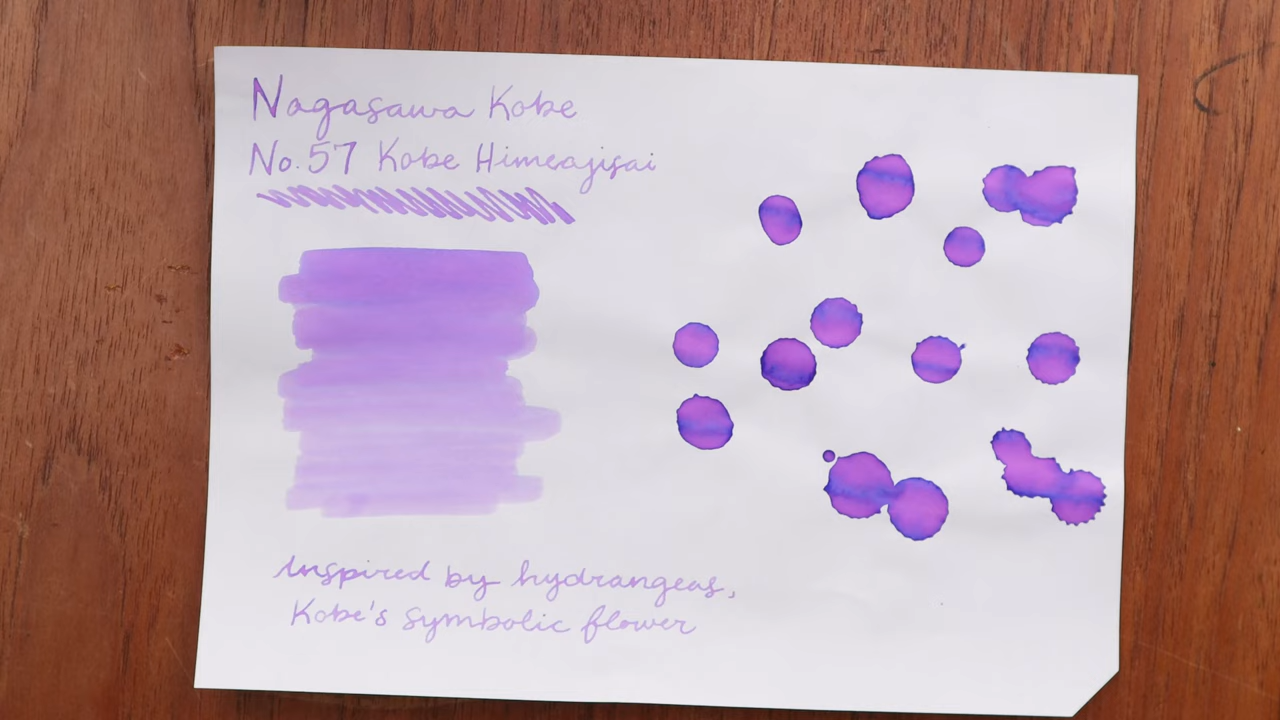 Nagasawa Kobe
No.57 Kobe Himeajisai
Inspired by hydrangeas,
Kobe's symbolic flower